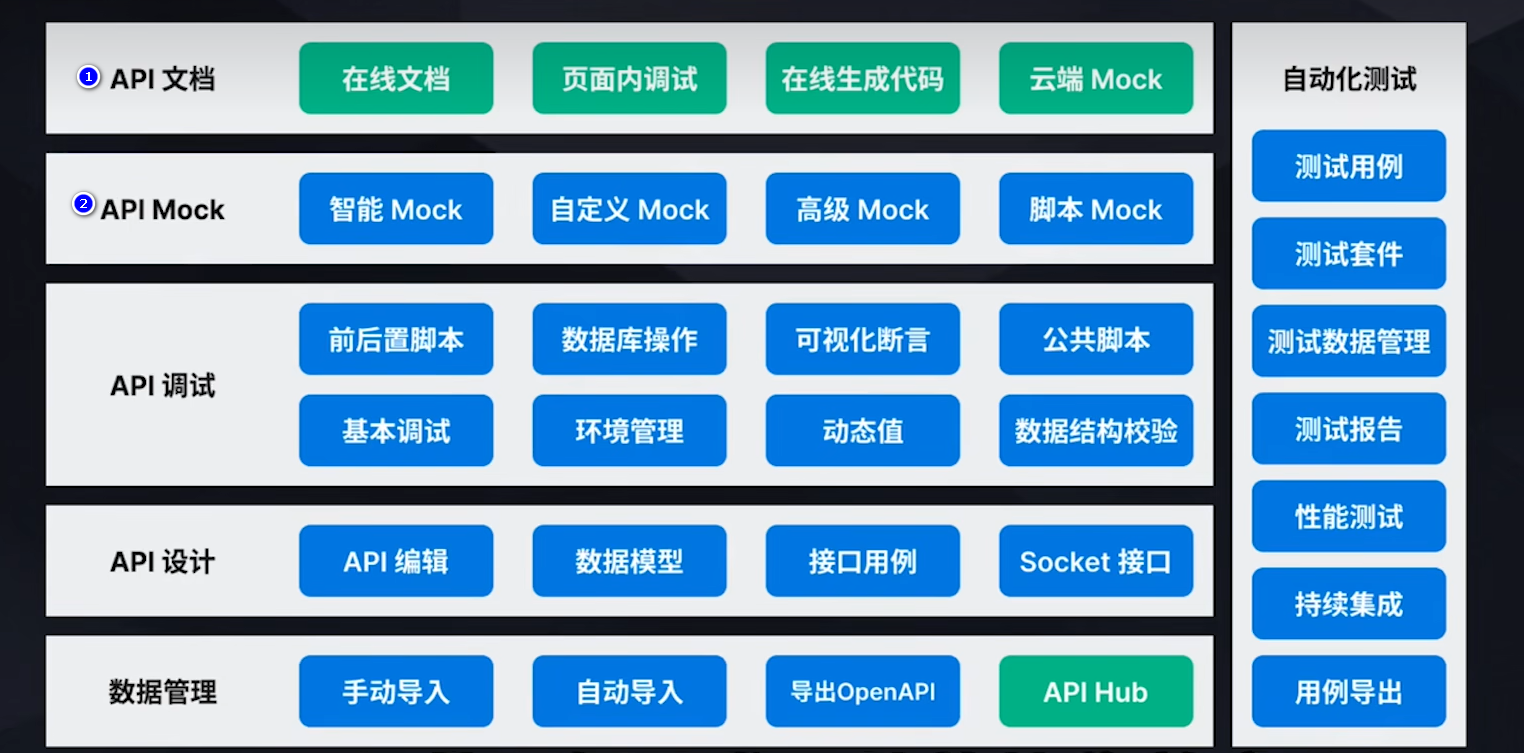 1 API 文档
在线文档
页面内调试
在线生成代码
云端 Mock
2 API Mock
智能 Mock
自定义 Mock
高级 Mock
脚本 Mock
API 调试
前后置脚本
数据库操作
可视化断言
公共脚本
基本调试
环境管理
动态值
数据结构校验
API 设计
API 编辑
数据模型
接口用例
Socket 接口
数据管理
手动导入
自动导入
导出OpenAPI
API Hub
自动化测试
测试用例
测试套件
测试数据管理
测试报告
性能测试
持续集成
用例导出